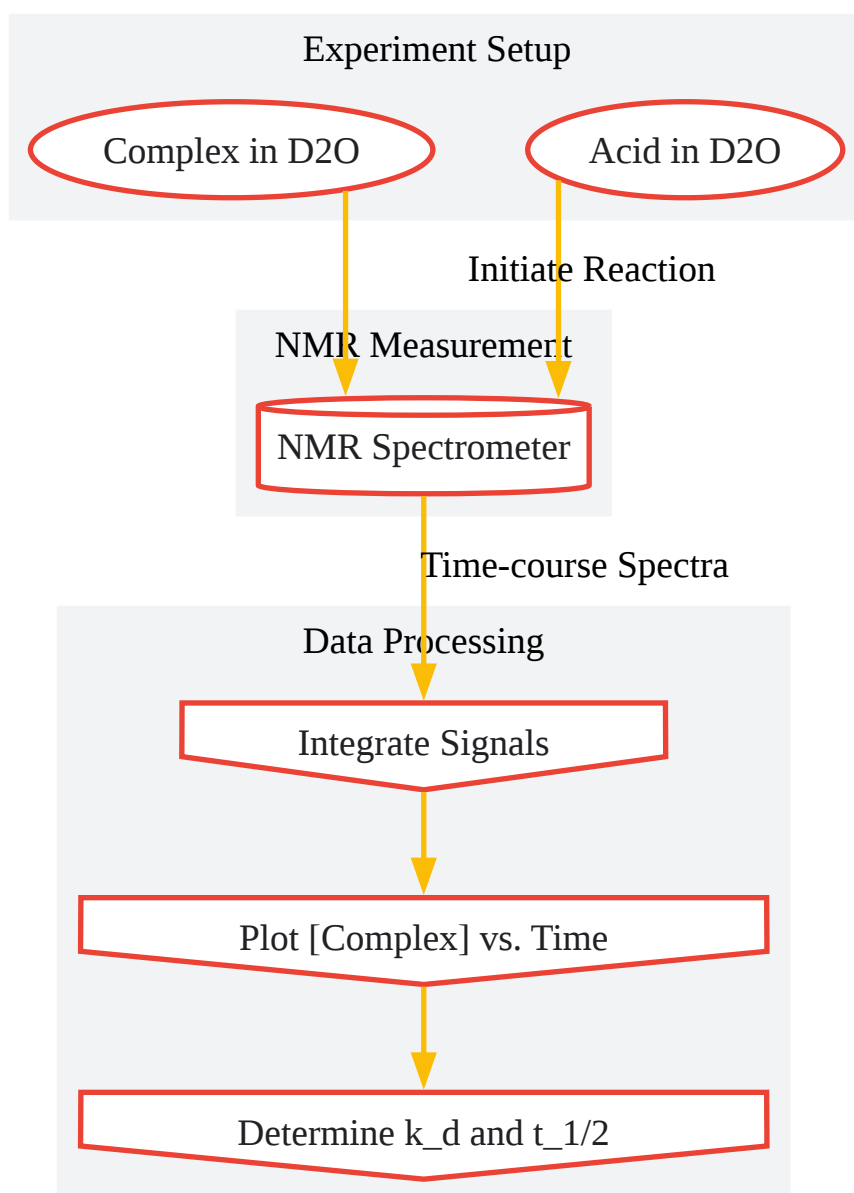 Experiment Setup
Complex in D2O
Acid in D2O
Initiate Reaction
NMR Measurement
NMR Spectrometer
Time-course Spectra
Data Processing
Integrate Signals
Plot [Complex] vs. Time
Determine k_d and t_1/2